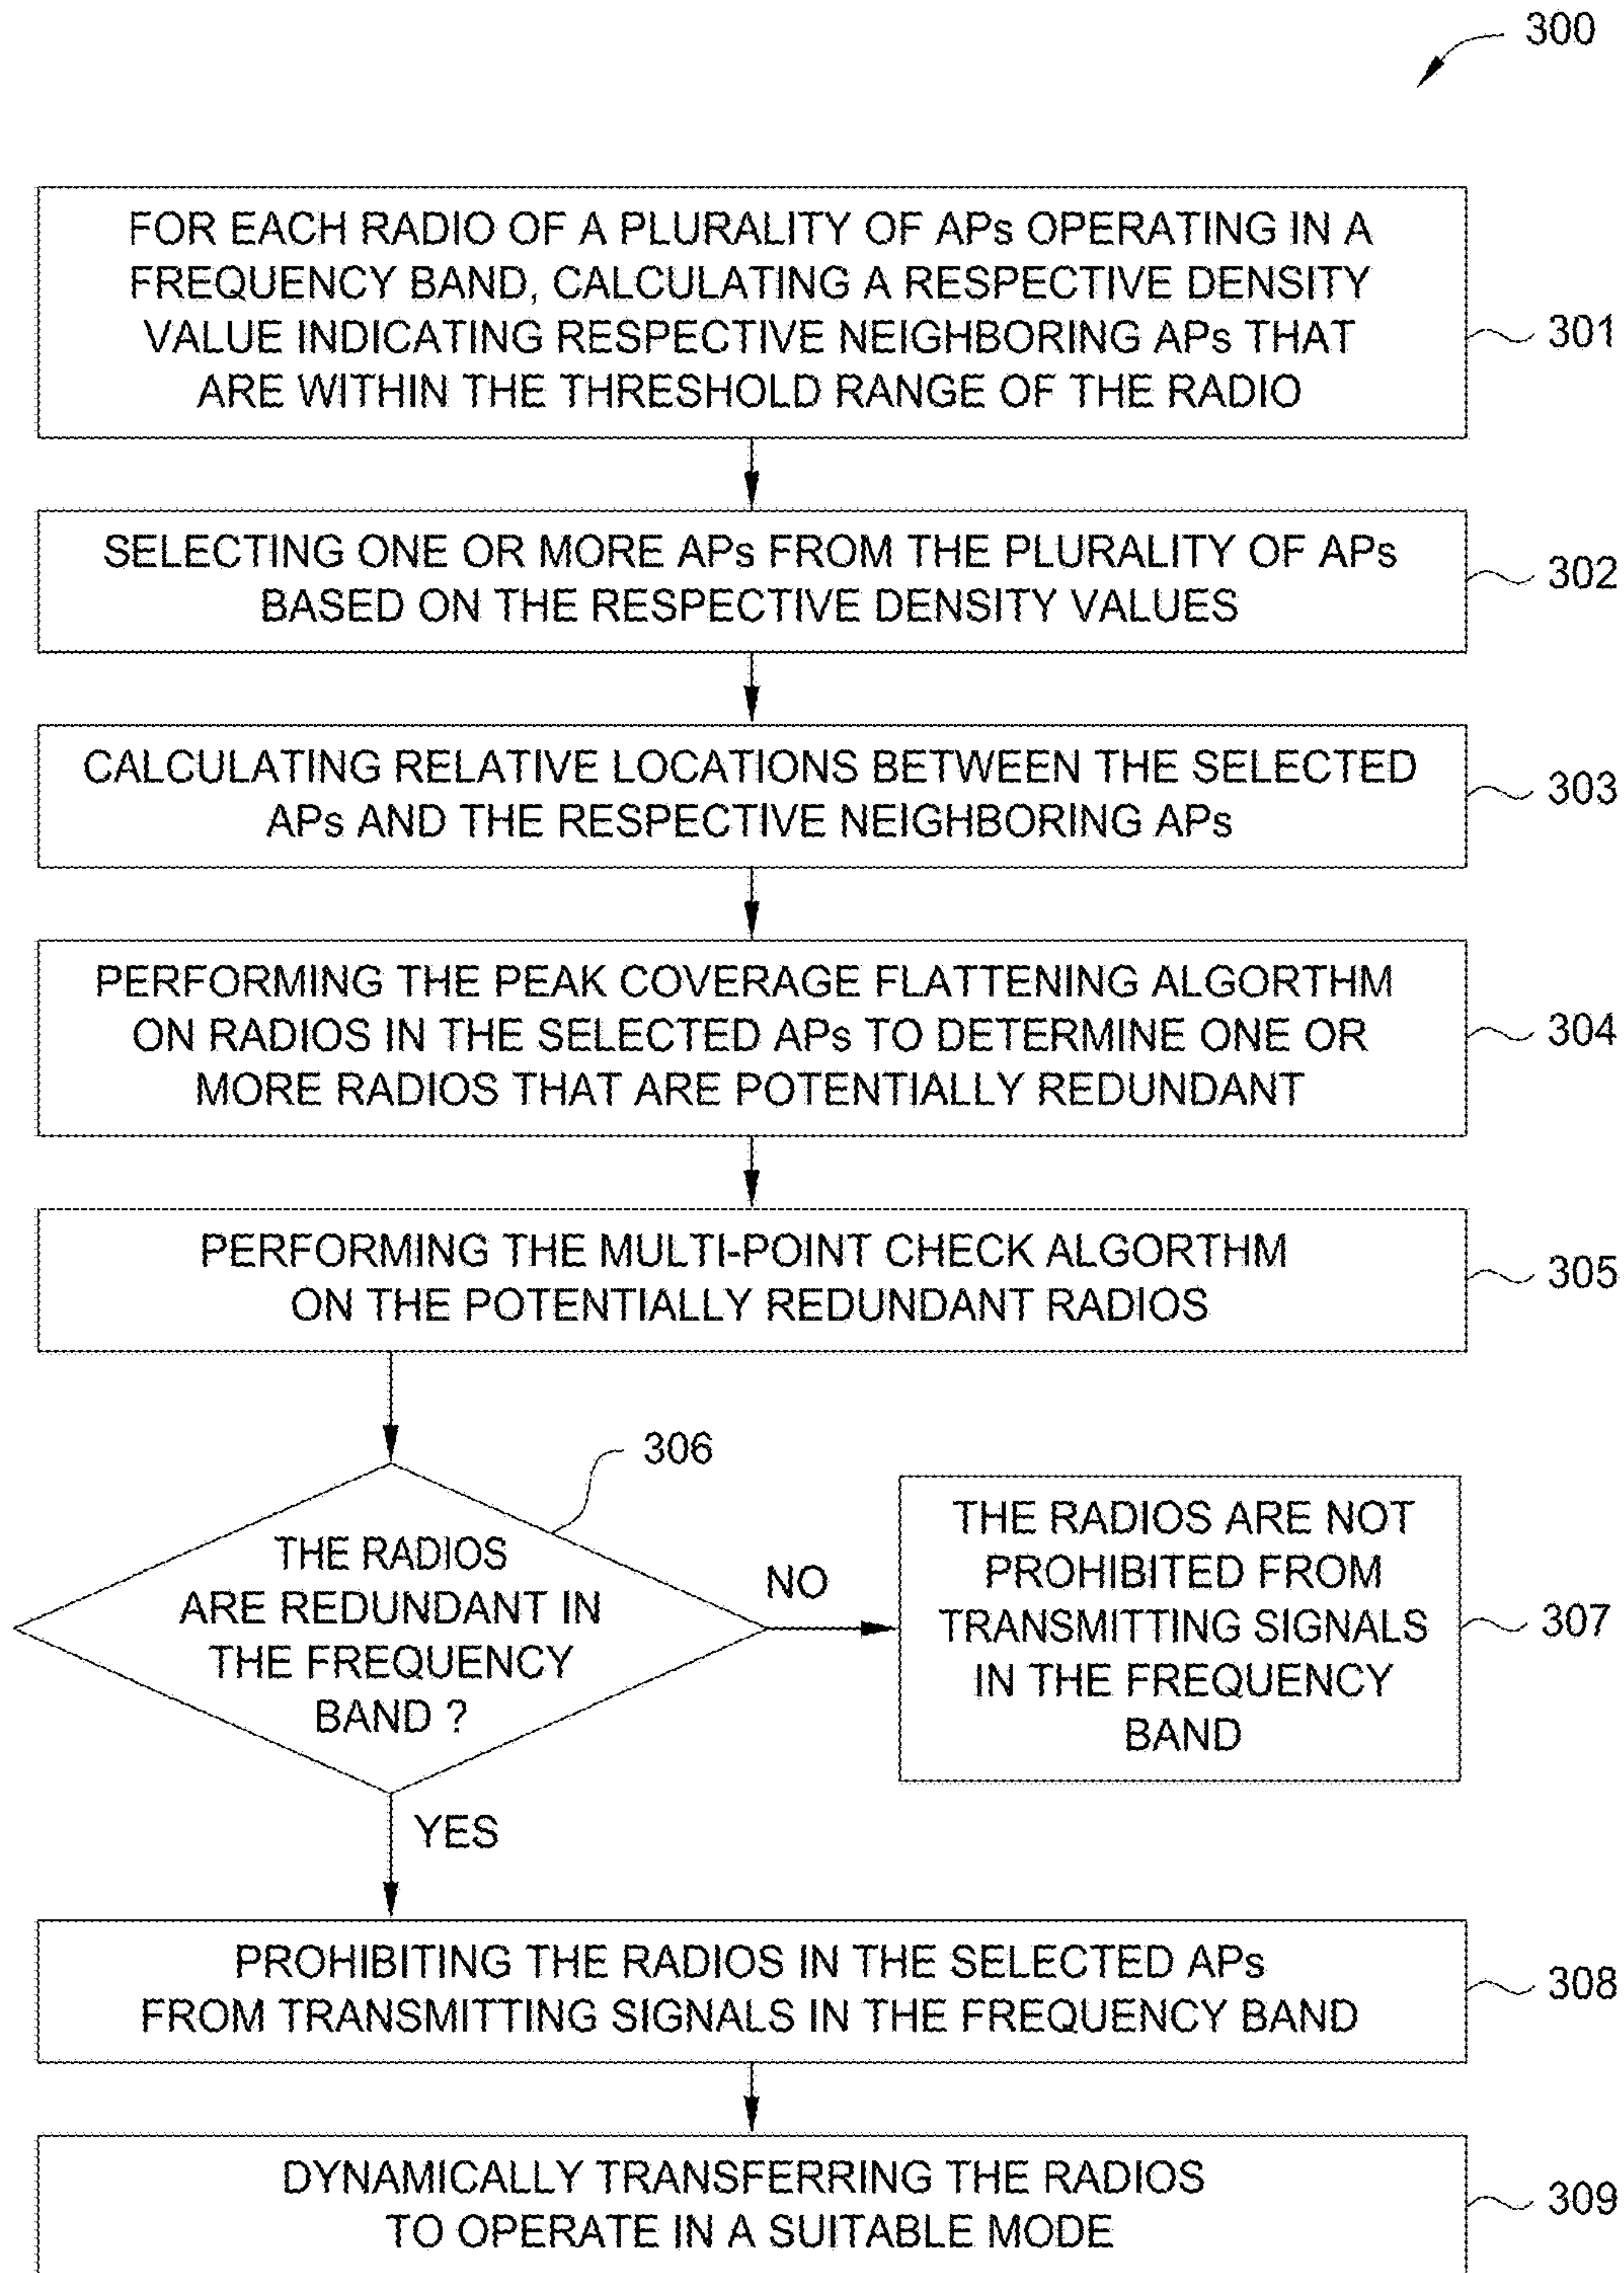 300
FOR EACH RADIO OF A PLURALITY OF APs OPERATING IN A
FREQUENCY BAND, CALCULATING A RESPECTIVE DENSITY
VALUE INDICATING RESPECTIVE NEIGHBORING APs THAT
ARE WITHIN THE THRESHOLD RANGE OF THE RADIO
301
SELECTING ONE OR MORE APs FROM THE PLURALITY OF APs
BASED ON THE RESPECTIVE DENSITY VALUES
302
CALCULATING RELATIVE LOCATIONS BETWEEN THE SELECTED
APs AND THE RESPECTIVE NEIGHBORING APs
303
PERFORMING THE PEAK COVERAGE FLATTENING ALGORTHM
ON RADIOS IN THE SELECTED APs TO DETERMINE ONE OR
MORE RADIOS THAT ARE POTENTIALLY REDUNDANT
304
PERFORMING THE MULTI-POINT CHECK ALGORTHM
ON THE POTENTIALLY REDUNDANT RADIOS
305
306
THE RADIOS
ARE REDUNDANT IN
THE FREQUENCY
BAND ?
NO
THE RADIOS ARE NOT
PROHIBITED FROM
TRANSMITTING SIGNALS
IN THE FREQUENCY
BAND
307
YES
PROHIBITING THE RADIOS IN THE SELECTED APs
FROM TRANSMITTING SIGNALS IN THE FREQUENCY BAND
308
DYNAMICALLY TRANSFERRING THE RADIOS
TO OPERATE IN A SUITABLE MODE
309